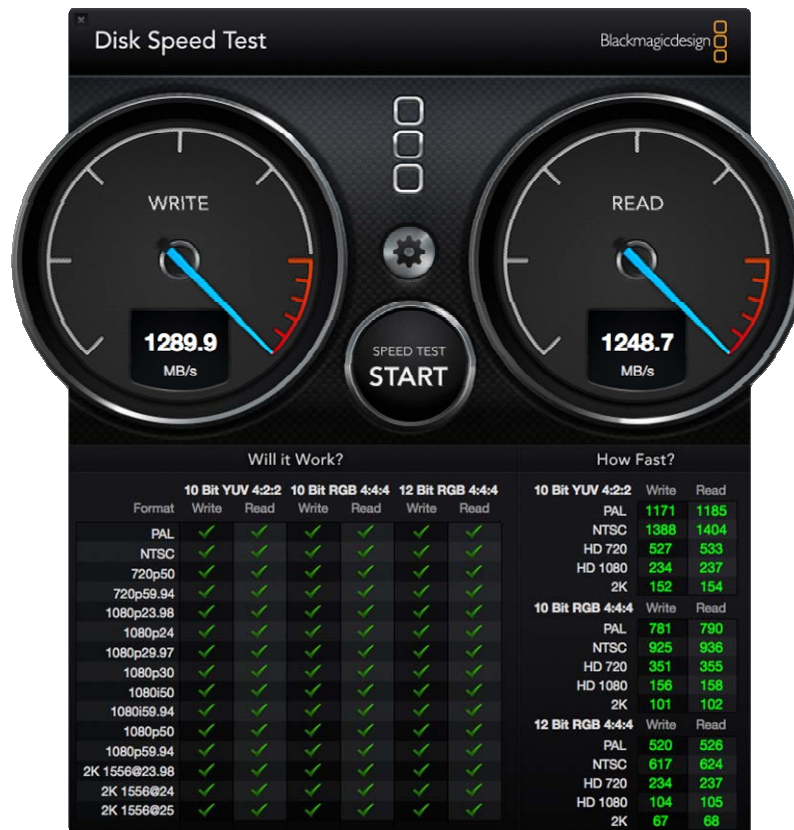 Disk Speed Test
Blackmagicdesign
WRITE
1289.9
MB/s
SPEED TEST
START
READ
1248.7
MB/s
Will it Work?
10 Bit YUV 4:2:2 10 Bit RGB 4:4:4 12 Bit RGB 4:4:4
Format Write Read Write Read Write Read
PAL ✓ ✓ ✓ ✓ ✓ ✓
NTSC ✓ ✓ ✓ ✓ ✓ ✓
720p50 ✓ ✓ ✓ ✓ ✓ ✓
720p59.94 ✓ ✓ ✓ ✓ ✓ ✓
1080p23.98 ✓ ✓ ✓ ✓ ✓ ✓
1080p24 ✓ ✓ ✓ ✓ ✓ ✓
1080p29.97 ✓ ✓ ✓ ✓ ✓ ✓
1080p30 ✓ ✓ ✓ ✓ ✓ ✓
1080i50 ✓ ✓ ✓ ✓ ✓ ✓
1080i59.94 ✓ ✓ ✓ ✓ ✓ ✓
1080p50 ✓ ✓ ✓ ✓ ✓ ✓
1080p59.94 ✓ ✓ ✓ ✓ ✓ ✓
2K 1556@23.98 ✓ ✓ ✓ ✓ ✓ ✓
2K 1556@24 ✓ ✓ ✓ ✓ ✓ ✓
2K 1556@25 ✓ ✓ ✓ ✓ ✓ ✓
How Fast?
10 Bit YUV 4:2:2 Write Read
PAL 1171 1185
NTSC 1388 1404
HD 720 527 533
HD 1080 234 237
2K 152 154
10 Bit RGB 4:4:4 Write Read
PAL 781 790
NTSC 925 936
HD 720 351 355
HD 1080 156 158
2K 101 102
12 Bit RGB 4:4:4 Write Read
PAL 520 526
NTSC 617 624
HD 720 234 237
HD 1080 104 105
2K 67 68